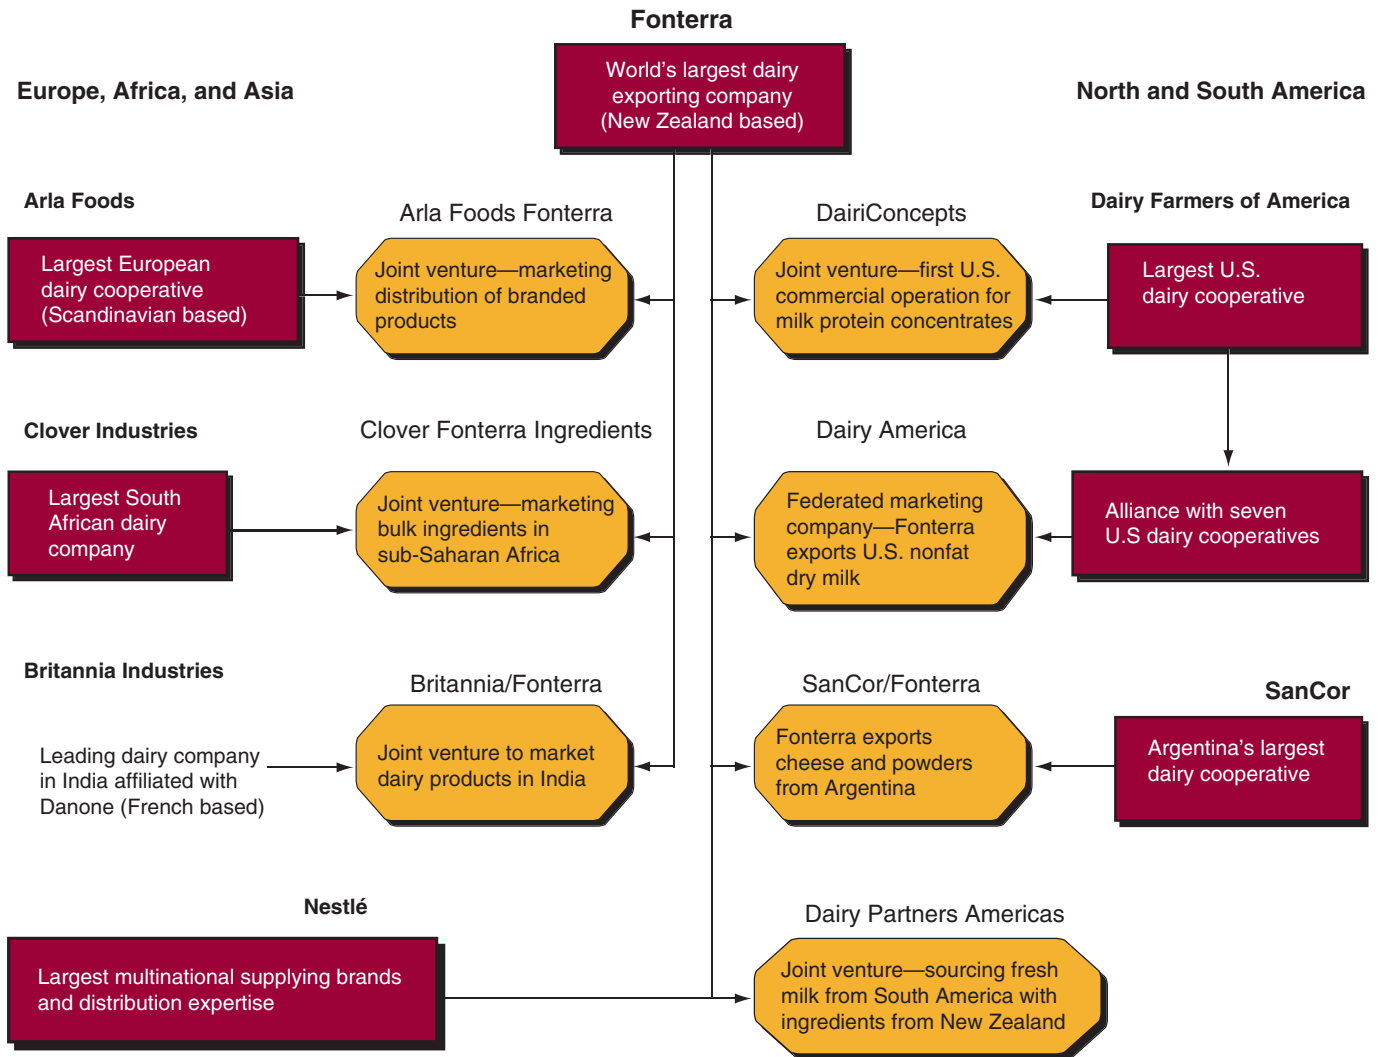 Fonterra
World's largest dairy
exporting company
(New Zealand based)
Europe, Africa, and Asia
North and South America
Arla Foods
Largest European
dairy cooperative
(Scandinavian based)
Arla Foods Fonterra
Joint venture—marketing
distribution of branded
products
DairiConcepts
Joint venture—first U.S.
commercial operation for
milk protein concentrates
Dairy Farmers of America
Largest U.S.
dairy cooperative
Clover Industries
Largest South
African dairy
company
Clover Fonterra Ingredients
Joint venture—marketing
bulk ingredients in
sub-Saharan Africa
Dairy America
Federated marketing
company—Fonterra
exports U.S. nonfat
dry milk
Alliance with seven
U.S dairy cooperatives
Britannia Industries
Leading dairy company
in India affiliated with
Danone (French based)
Britannia/Fonterra
Joint venture to market
dairy products in India
SanCor/Fonterra
Fonterra exports
cheese and powders
from Argentina
SanCor
Argentina's largest
dairy cooperative
Nestlé
Largest multinational supplying brands
and distribution expertise
Dairy Partners Americas
Joint venture—sourcing fresh
milk from South America with
ingredients from New Zealand